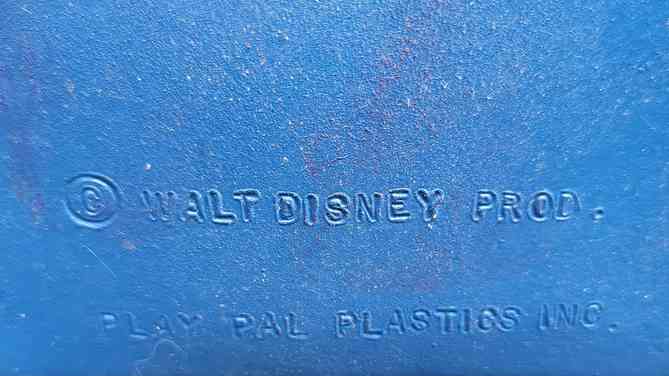 © WALT DISNEY PROD.
PLAY PAL PLASTICS INC.